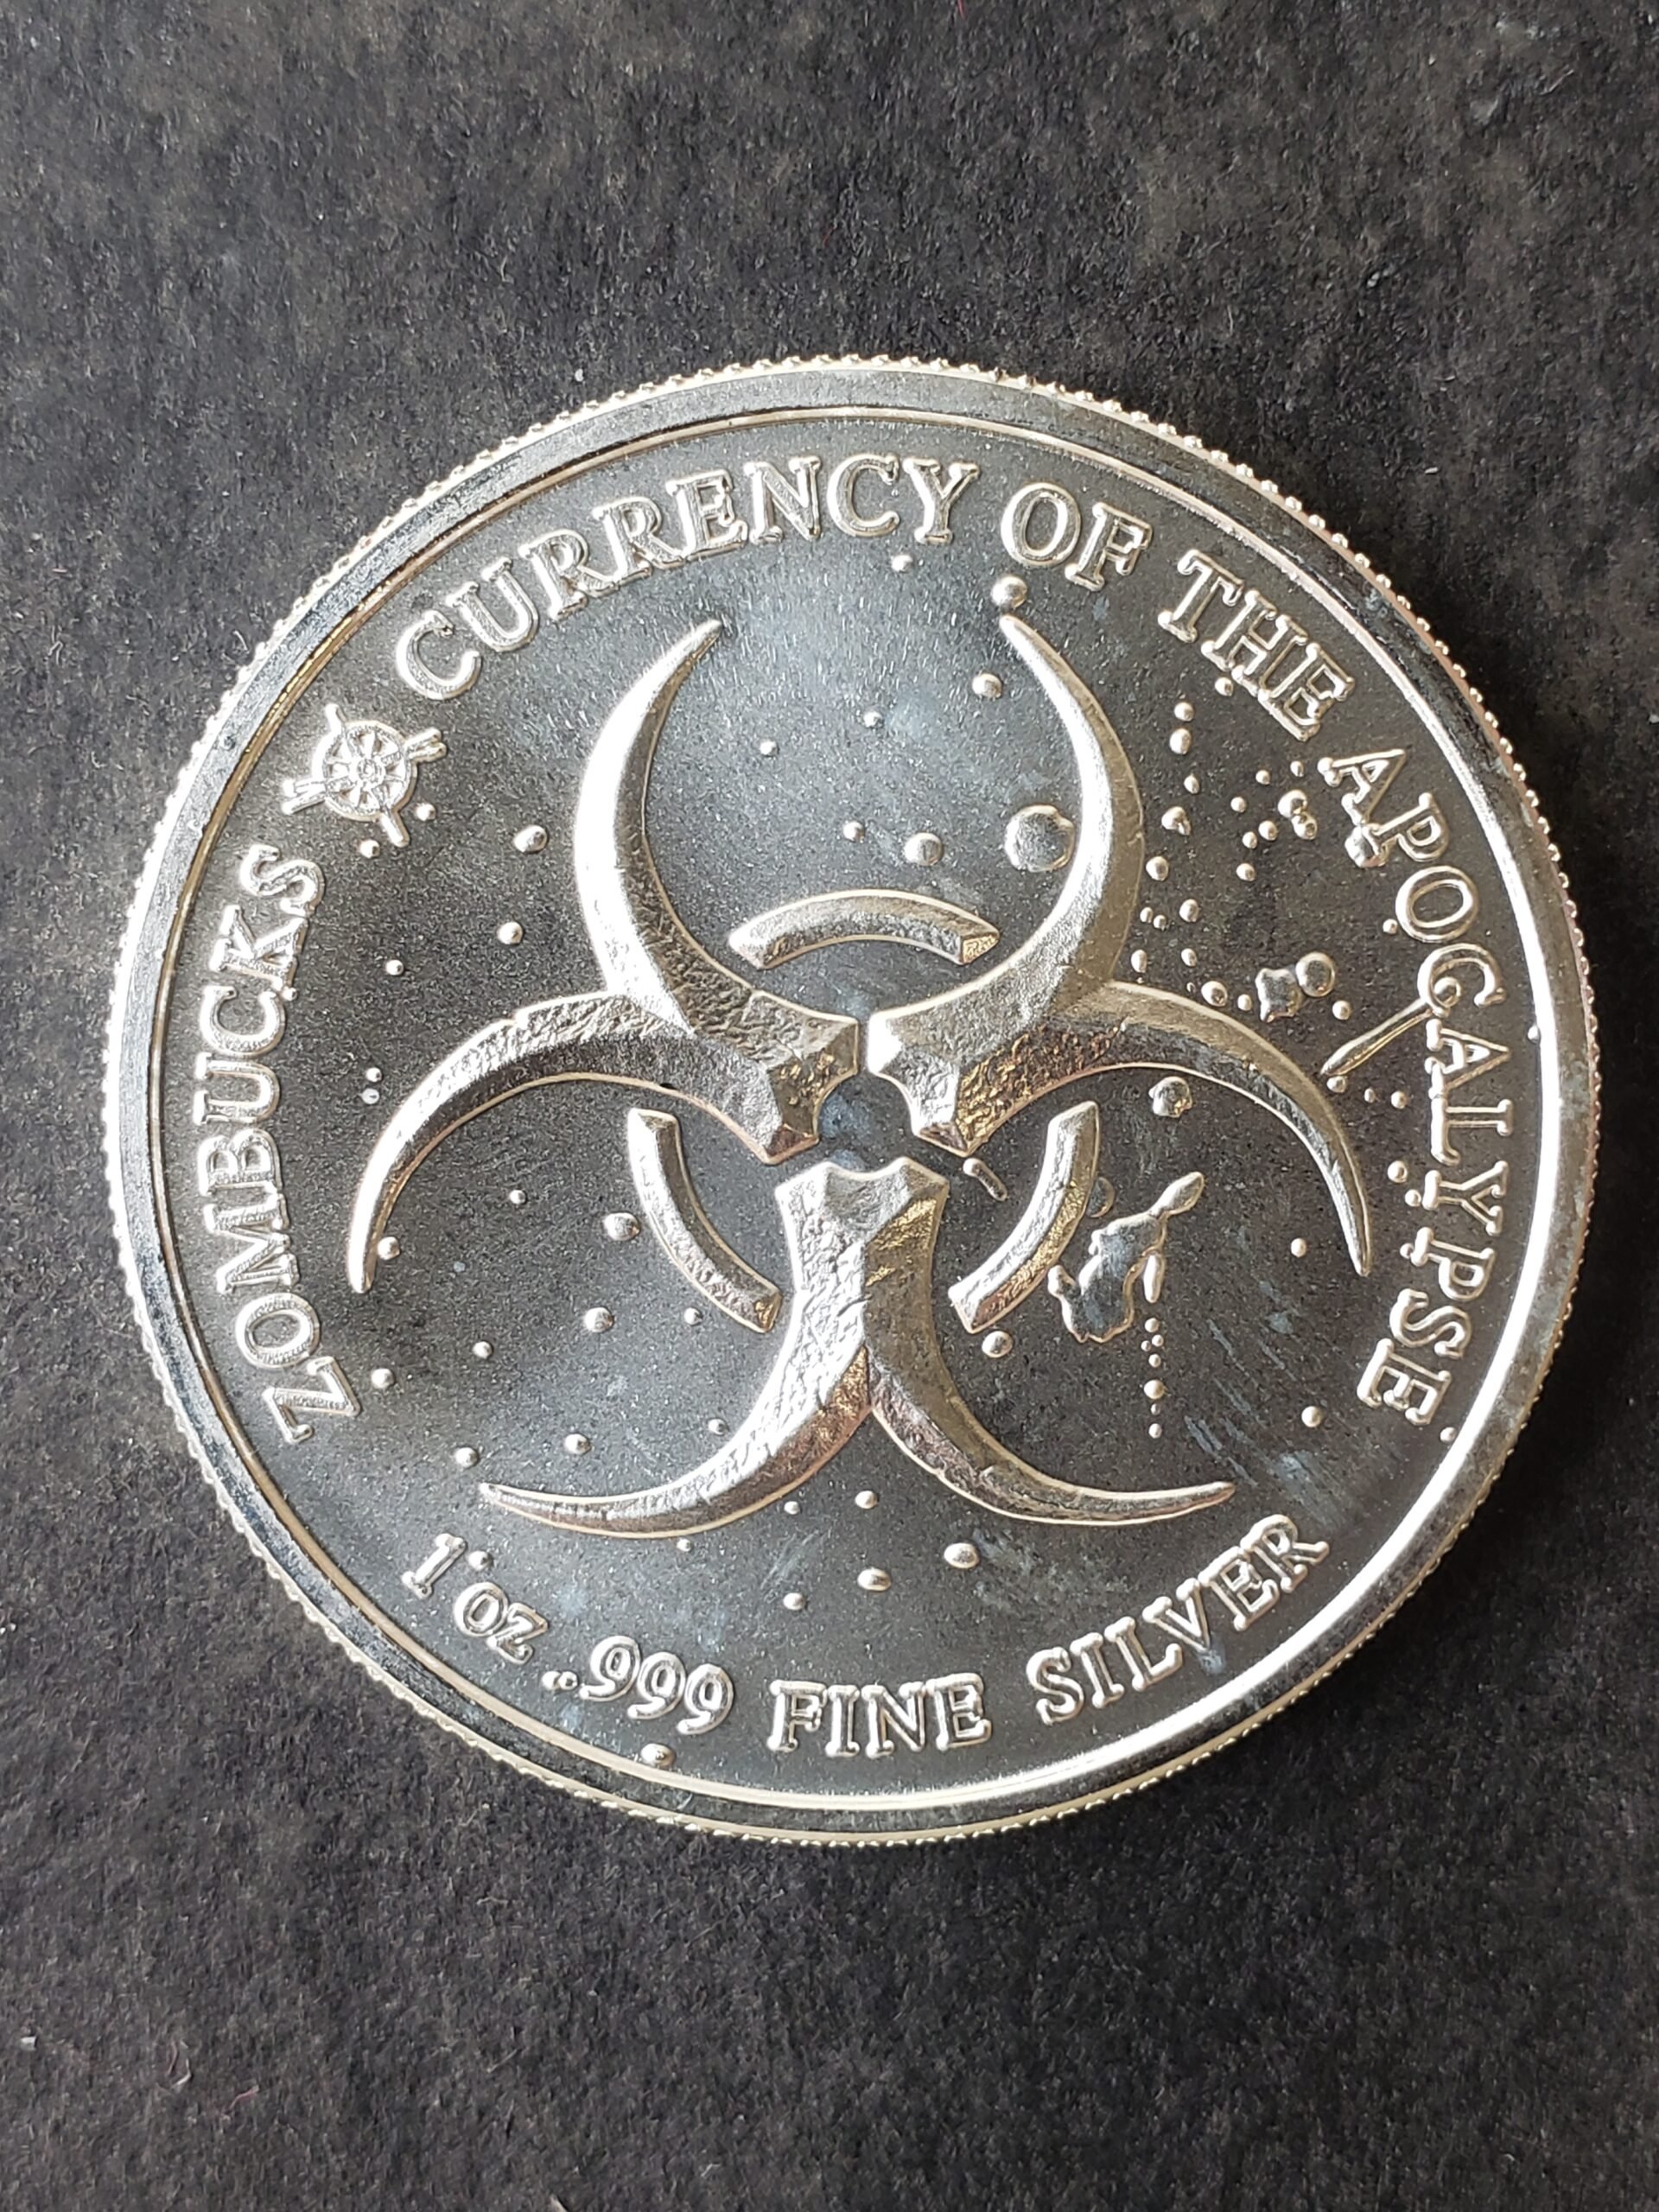 ZOMBUCKS CURRENCY OF THE APOCALYPSE
1 OZ .999 FINE SILVER